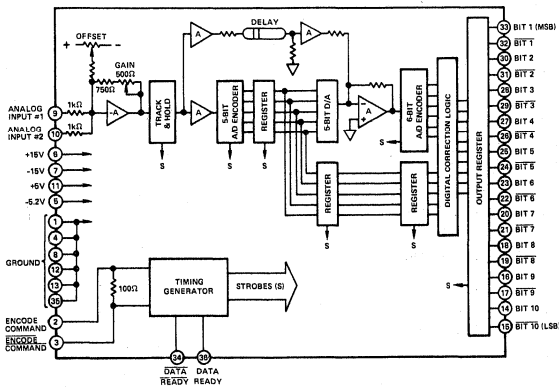 + OFFSET -
GAIN
500Ω
750Ω
ANALOG
INPUT #1
9
1kΩ
ANALOG
INPUT #2
10
1kΩ
-A
TRACK
& HOLD
A
DELAY
A
A
5-BIT
A/D ENCODER
REGISTER
5-BIT D/A
-
+
-A
6-BIT
A/D ENCODER
DIGITAL CORRECTION LOGIC
OUTPUT REGISTER
REGISTER
REGISTER
S
S
S
S
S
S
S
+15V 6
-15V 7
+5V 11
-5.2V 5
GROUND
1
4
8
12
13
35
ENCODE
COMMAND
2
ENCODE
COMMAND
3
100Ω
TIMING
GENERATOR
STROBES (S)
34
DATA
READY
36
DATA
READY
33 BIT 1 (MSB)
32 BIT 1
30 BIT 2
31 BIT 2
28 BIT 3
29 BIT 3
27 BIT 4
26 BIT 4
25 BIT 5
24 BIT 5
23 BIT 6
22 BIT 6
20 BIT 7
21 BIT 7
18 BIT 8
19 BIT 8
16 BIT 9
17 BIT 9
14 BIT 10
15 BIT 10 (LSB)